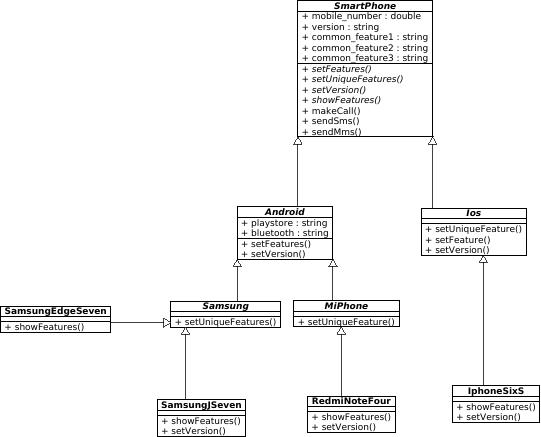 SmartPhone
+ mobile_number : double
+ version : string
+ common_feature1 : string
+ common_feature2 : string
+ common_feature3 : string
+ setFeatures()
+ setUniqueFeatures()
+ setVersion()
+ showFeatures()
+ makeCall()
+ sendSms()
+ sendMms()
Android
+ playstore : string
+ bluetooth : string
+ setFeatures()
+ setVersion()
Ios
+ setUniqueFeature()
+ setFeature()
+ setVersion()
SamsungEdgeSeven
+ showFeatures()
Samsung
+ setUniqueFeatures()
MiPhone
+ setUniqueFeature()
SamsungJSeven
+ showFeatures()
+ setVersion()
RedmiNoteFour
+ showFeatures()
+ setVersion()
IphoneSixS
+ showFeatures()
+ setVersion()